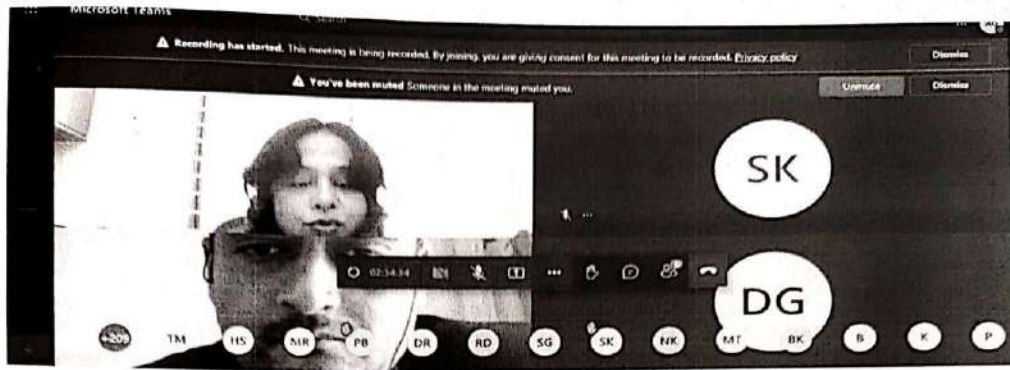 Microsoft Teams
Search
Recording has started. This meeting is being recorded. By joining, you are giving consent for this meeting to be recorded. Privacy policy
Dismiss
You've been muted Someone in the meeting muted you.
Unmute
Dismiss
SK
02:54:34
DG
+209 TM HS MR PB DR RD SG SK NK MT BK B K P